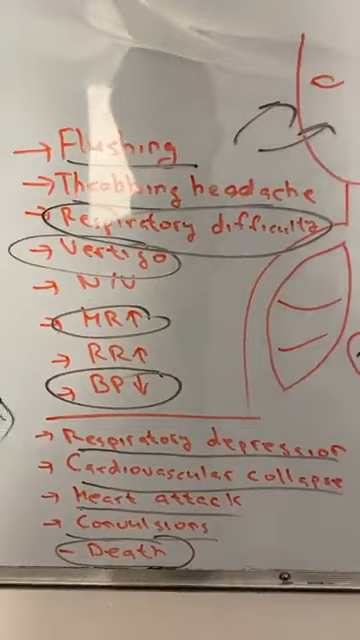 → Flushing
→ Throbbing headache
→ Respiratory difficulty
→ Vertigo
→ N/V
→ HR↑
→ RR↑
→ BP↓
→ Respiratory depression
→ Cardiovascular collapse
→ Heart attack
→ Convulsions
- Death